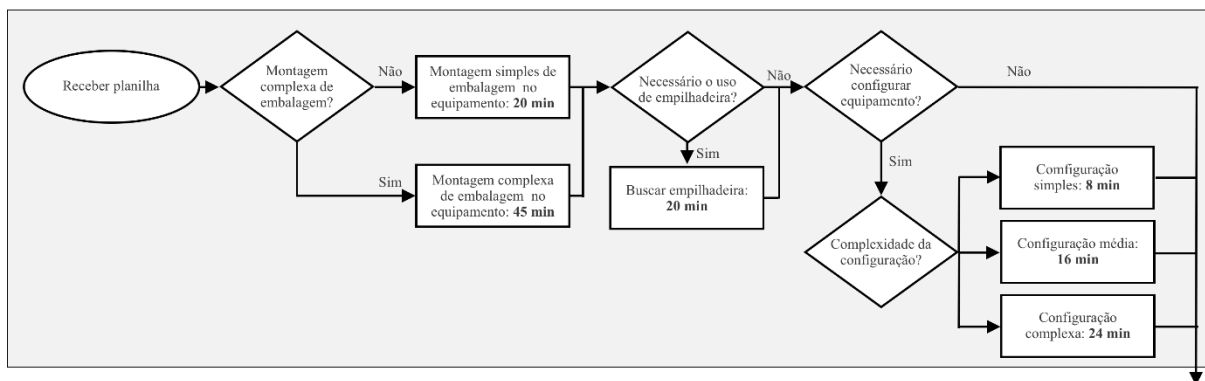 Receber planilha
Montagem
complexa de
embalagem?
Não
Montagem simples de
embalagem no
equipamento: 20 min
Sim
Montagem complexa
de embalagem no
equipamento: 45 min
Necessário o uso
de empilhadeira?
Não
Sim
Buscar empilhadeira:
20 min
Necessário
configurar
equipamento?
Não
Sim
Complexidade da
configuração?
Comfiguração
simples: 8 min
Configuração média:
16 min
Configuração
complexa: 24 min